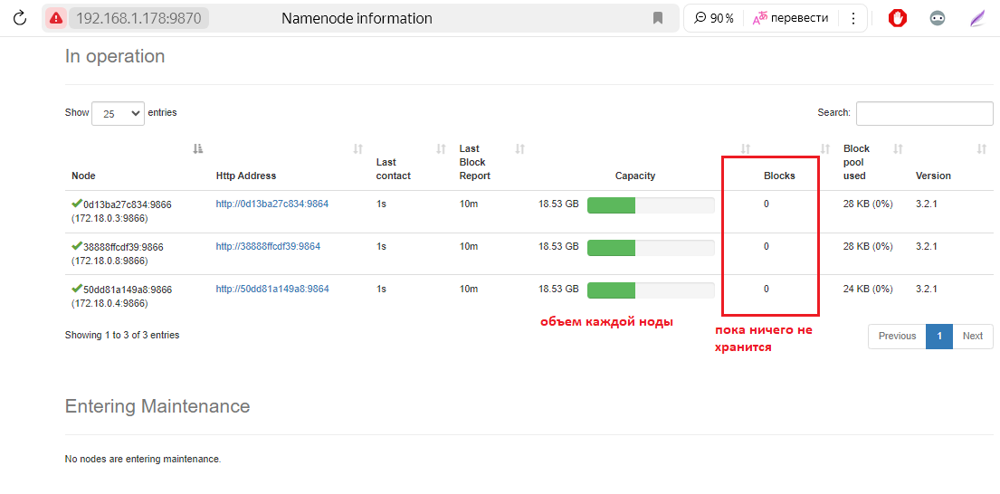 192.168.1.178:9870 Namenode information 90% перевести
In operation
Show 25 entries Search:
Node Http Address Last contact Last Block Report Capacity Blocks Block pool used Version
0d13ba27c834:9866 http://0d13ba27c834:9864 1s 10m 18.53 GB 0 28 KB (0%) 3.2.1
(172.18.0.3:9866)
38888ffcdf39:9866 http://38888ffcdf39:9864 1s 10m 18.53 GB 0 28 KB (0%) 3.2.1
(172.18.0.8:9866)
50dd81a149a8:9866 http://50dd81a149a8:9864 1s 10m 18.53 GB 0 24 KB (0%) 3.2.1
(172.18.0.4:9866)
объем каждой ноды
пока ничего не
хранится
Showing 1 to 3 of 3 entries Previous 1 Next
Entering Maintenance
No nodes are entering maintenance.